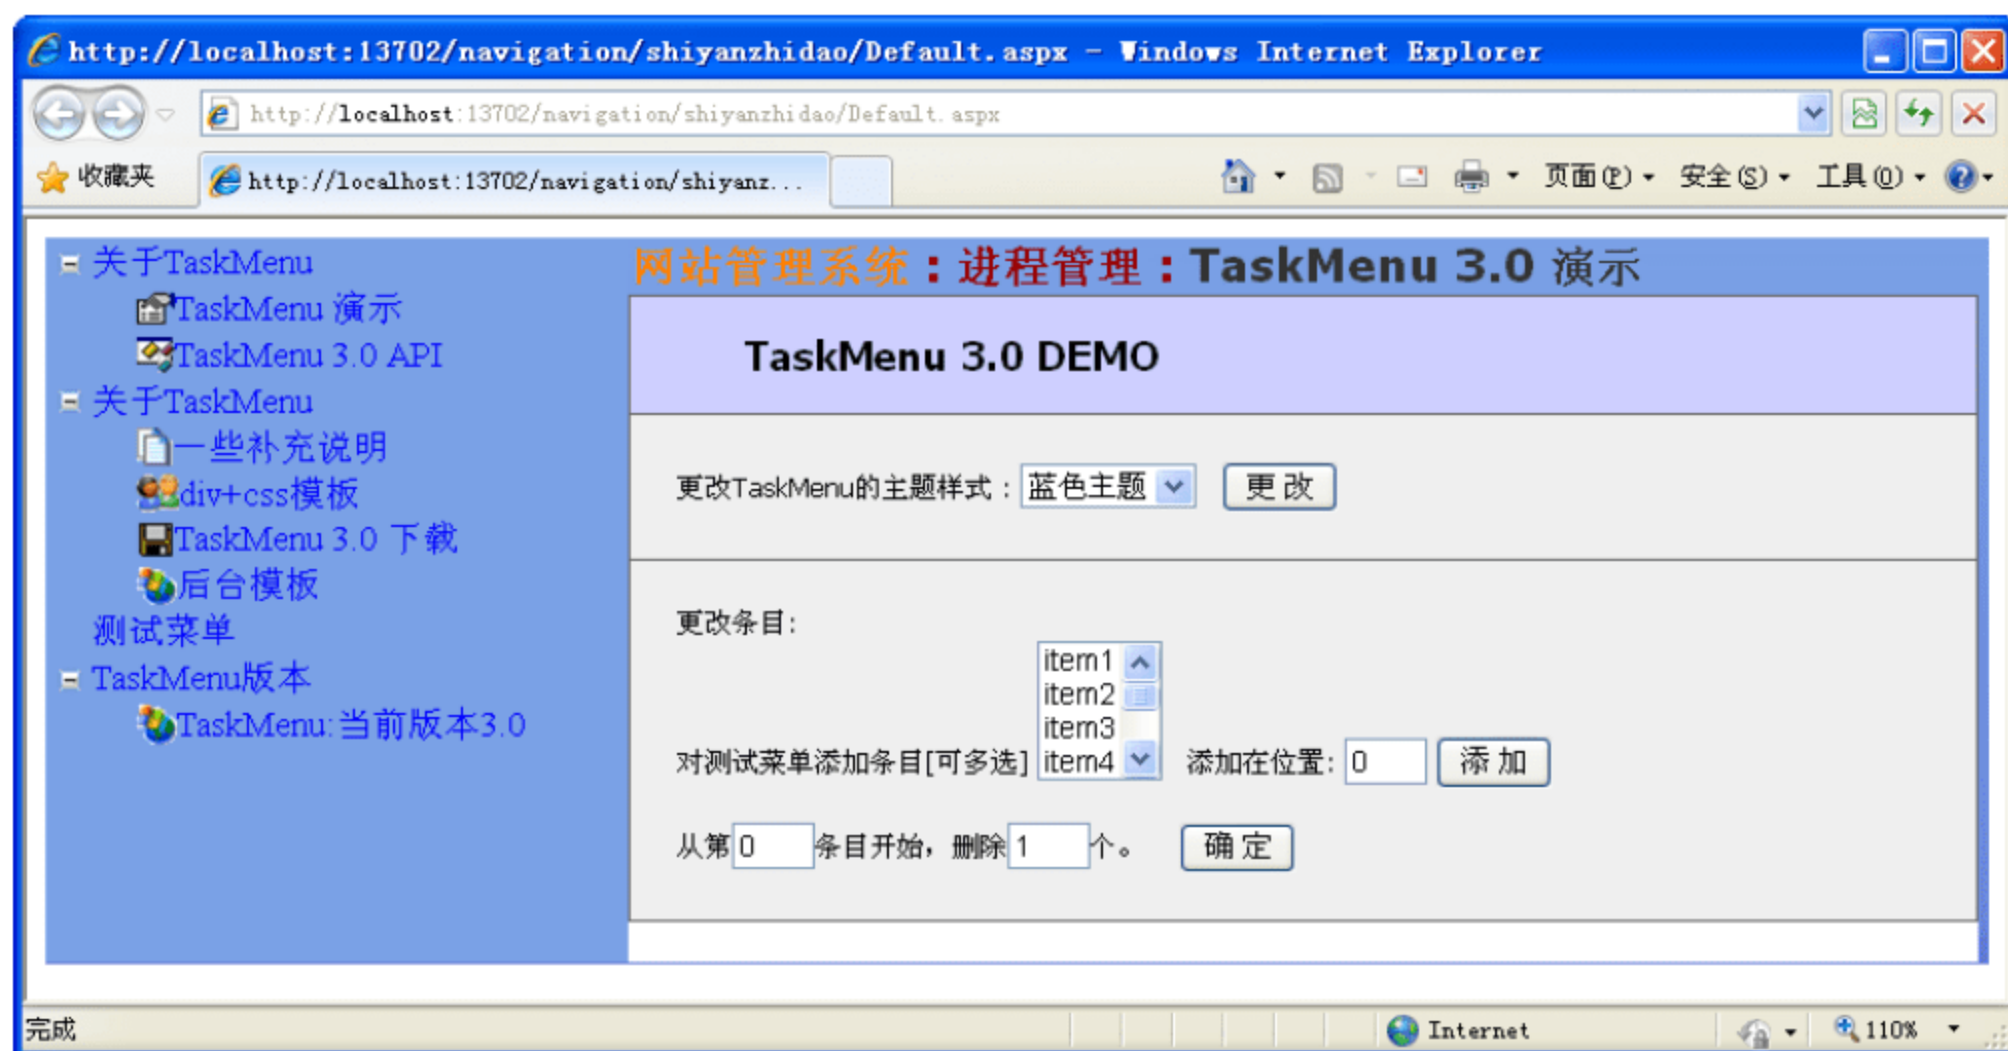 http://localhost:13702/navigation/shiyanzhidao/Default.aspx - Windows Internet Explorer
http://localhost:13702/navigation/shiyanzhidao/Default.aspx
收藏夹
http://localhost:13702/navigation/shiyanz...
页面(P)
安全(S)
工具(O)
关于TaskMenu
TaskMenu 演示
TaskMenu 3.0 API
关于TaskMenu
一些补充说明
div+css模板
TaskMenu 3.0 下载
后台模板
测试菜单
TaskMenu版本
TaskMenu:当前版本3.0
网站管理系统：进程管理：TaskMenu 3.0 演示
TaskMenu 3.0 DEMO
更改TaskMenu的主题样式：蓝色主题 更改
更改条目:
item1
item2
item3
对测试菜单添加条目[可多选] item4 添加在位置: 0 添加
从第 0 条目开始，删除 1 个。 确定
完成
Internet
110%